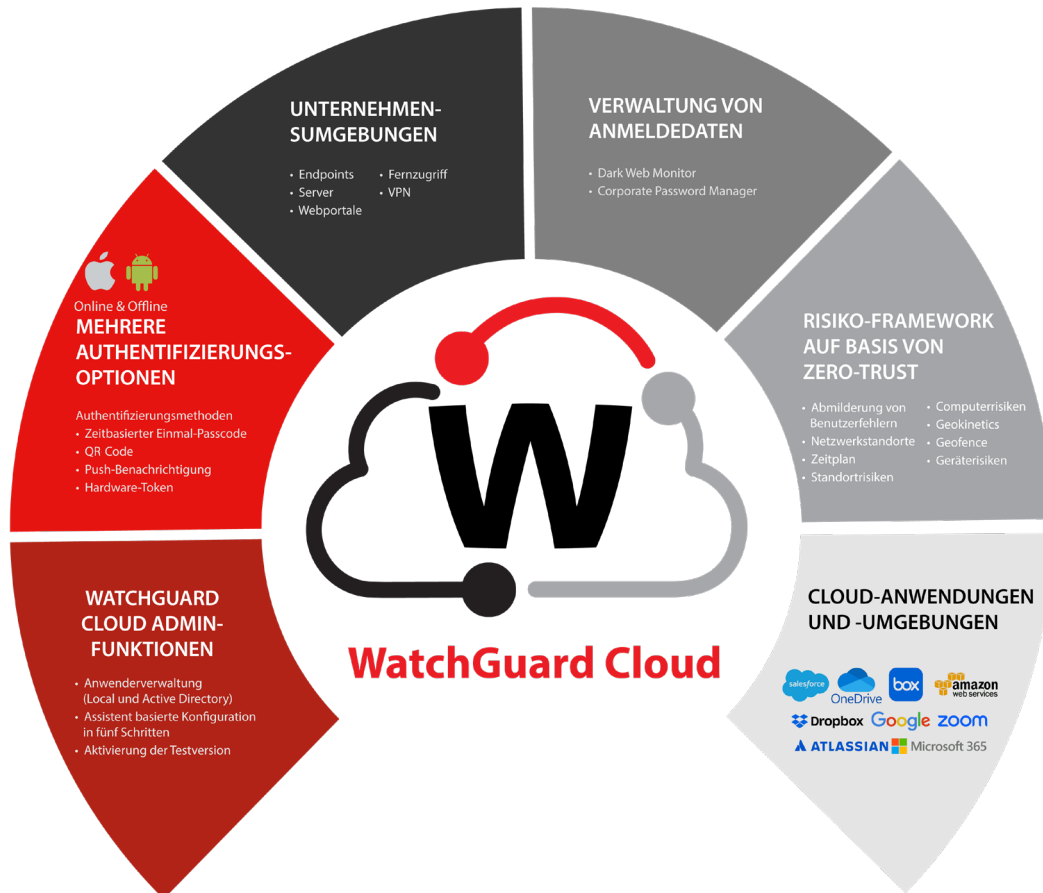 UNTERNEHMEN-
SUMGEBUNGEN
• Endpoints
• Server
• Webportale
• Fernzugriff
• VPN
VERWALTUNG VON
ANMELDEDATEN
• Dark Web Monitor
• Corporate Password Manager
Online & Offline
MEHRERE
AUTHENTIFIZIERUNGS-
OPTIONEN
Authentifizierungsmethoden
• Zeitbasierter Einmal-Passcode
• QR Code
• Push-Benachrichtigung
• Hardware-Token
RISIKO-FRAMEWORK
AUF BASIS VON
ZERO-TRUST
• Abmilderung von
Benutzerfehlern
• Netzwerkstandorte
• Zeitplan
• Standortrisiken
• Computerrisiken
• Geokinetics
• Geofence
• Geräterisiken
W
WatchGuard Cloud
WATCHGUARD
CLOUD ADMIN-
FUNKTIONEN
• Anwenderverwaltung
(Local und Active Directory)
• Assistent basierte Konfiguration
in fünf Schritten
• Aktivierung der Testversion
CLOUD-ANWENDUNGEN
UND -UMGEBUNGEN
salesforce
OneDrive
box
amazon
web services
Dropbox
Google
zoom
ATLASSIAN
Microsoft 365